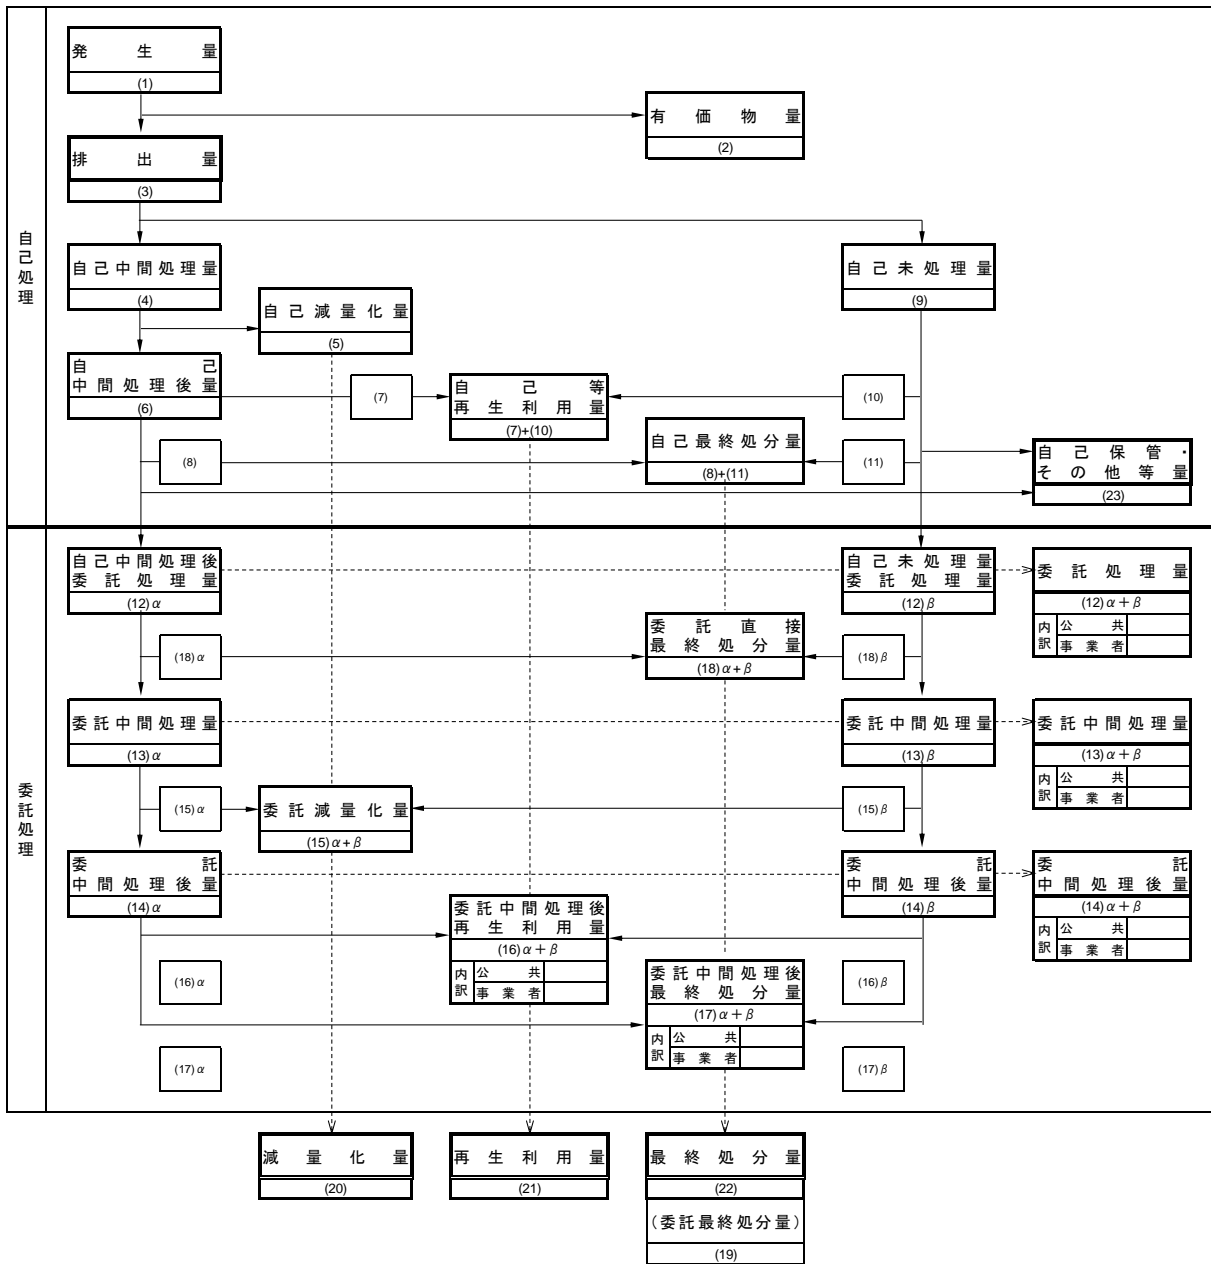 自己処理
発生量
(1)
有価物量
(2)
排出量
(3)
自己中間処理量
(4)
自己未処理量
(9)
自己減量化量
(5)
自己
中間処理後量
(6)
(7)
自己等
再生利用量
(7)+(10)
(10)
(8)
自己最終処分量
(8)+(11)
(11)
自己保管・
その他等量
(23)
委託処理
自己中間処理後
委託処理量
(12)α
自己未処理量
委託処理量
(12)β
委託処理量
(12)α+β
内訳
公共
事業者
(18)α
委託直接
最終処分量
(18)α+β
(18)β
委託中間処理量
(13)α
委託中間処理量
(13)β
委託中間処理量
(13)α+β
内訳
公共
事業者
(15)α
委託減量化量
(15)α+β
(15)β
委託
中間処理後量
(14)α
委託
中間処理後量
(14)β
委託
中間処理後量
(14)α+β
内訳
公共
事業者
委託中間処理後
再生利用量
(16)α+β
内訳
公共
事業者
(16)α
委託中間処理後
最終処分量
(17)α+β
内訳
公共
事業者
(16)β
(17)α
(17)β
減量化量
(20)
再生利用量
(21)
最終処分量
(22)
(委託最終処分量)
(19)